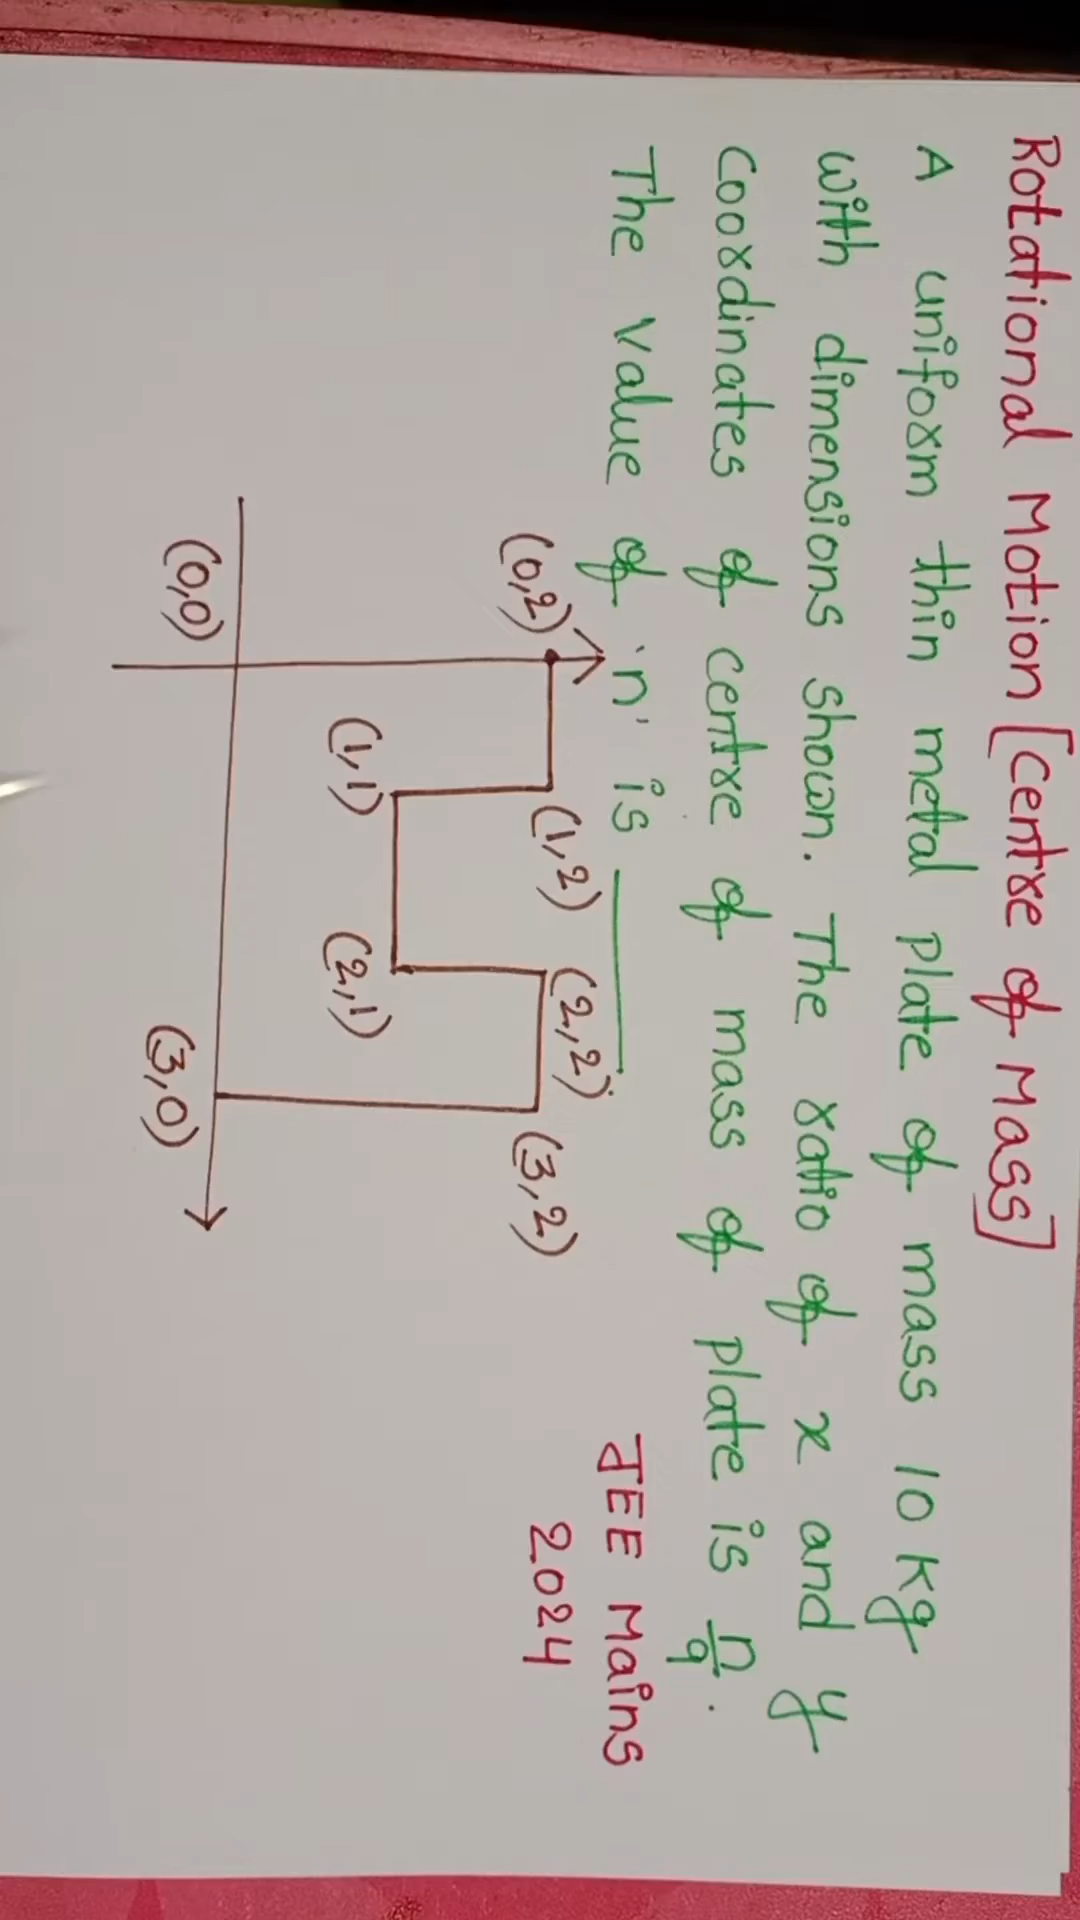 Rotational Motion [Centre of Mass]
A uniform thin metal plate of mass 10 kg
with dimensions shown. The ratio of x and y
Coordinates of centre of mass of plate is n/9.
The value of 'n' is ____
JEE Mains
2024
(0,2)
(1,2)
(2,2)
(3,2)
(1,1)
(2,1)
(0,0)
(3,0)